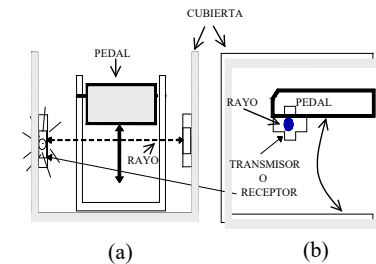 CUBIERTA
PEDAL
RAYO
(a)
RAYO
PEDAL
TRANSMISOR
O
RECEPTOR
(b)